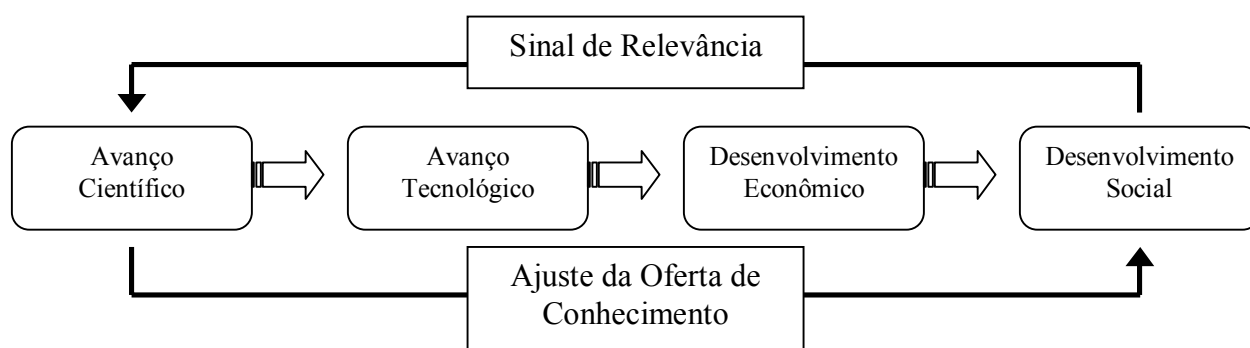 Sinal de Relevância
Avanço
Científico
Avanço
Tecnológico
Desenvolvimento
Econômico
Desenvolvimento
Social
Ajuste da Oferta de
Conhecimento